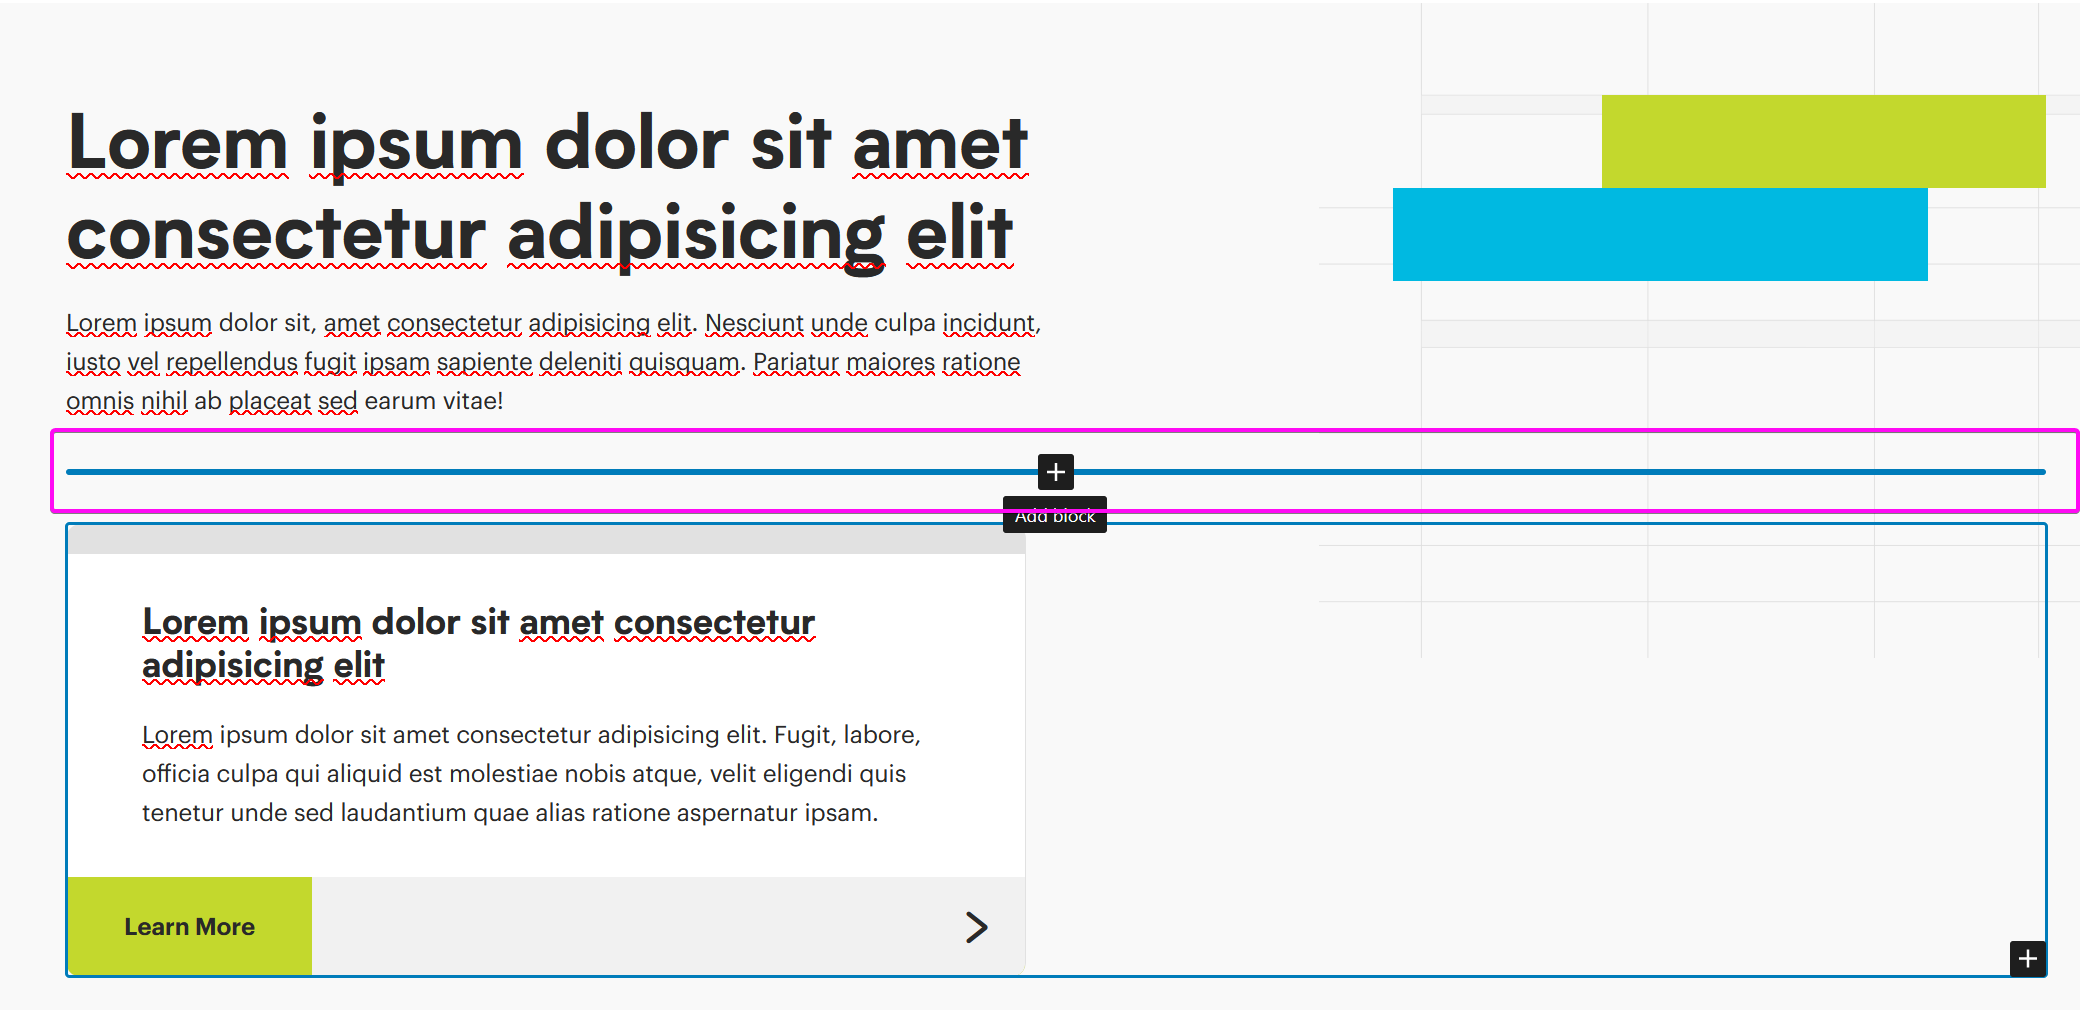 Lorem ipsum dolor sit amet
consectetur adipisicing elit
Lorem ipsum dolor sit, amet consectetur adipisicing elit. Nesciunt unde culpa incidunt,
iusto vel repellendus fugit ipsam sapiente deleniti quisquam. Pariatur maiores ratione
omnis nihil ab placeat sed earum vitae!
Add block
Lorem ipsum dolor sit amet consectetur
adipisicing elit
Lorem ipsum dolor sit amet consectetur adipisicing elit. Fugit, labore,
officia culpa qui aliquid est molestiae nobis atque, velit eligendi quis
tenetur unde sed laudantium quae alias ratione aspernatur ipsam.
Learn More